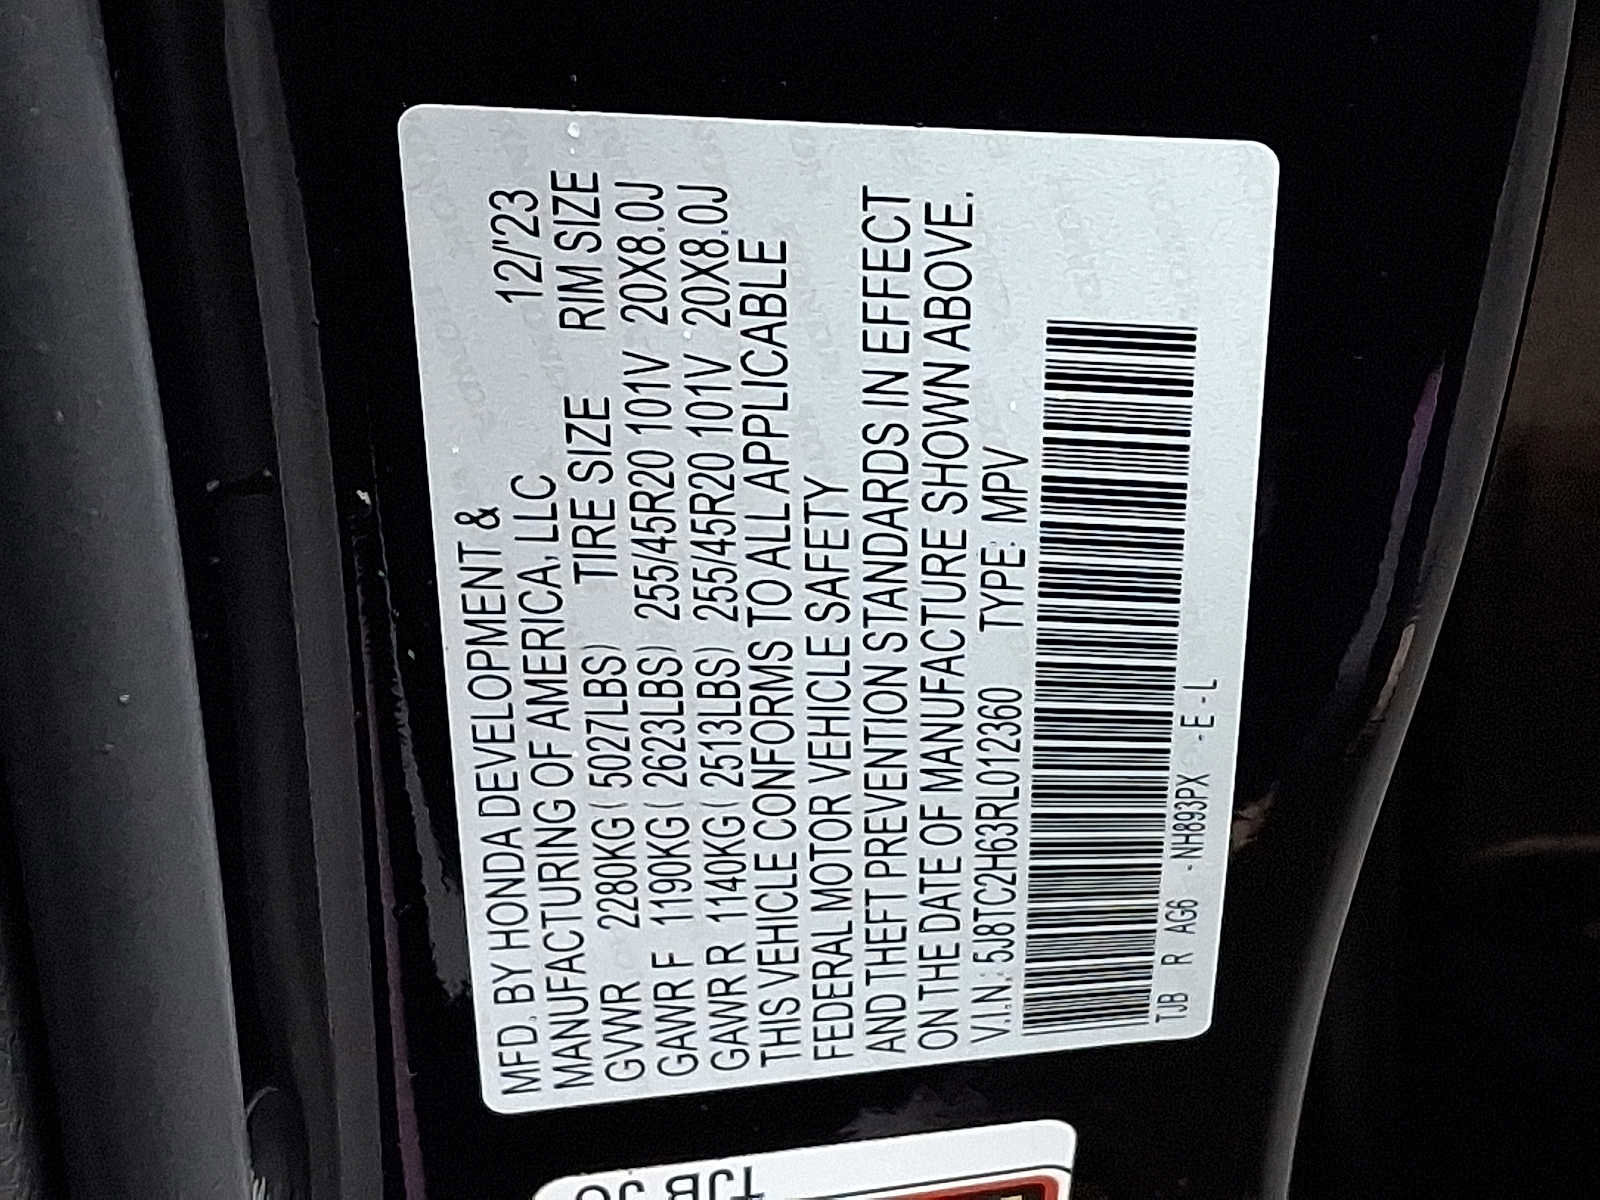 MFD. BY HONDA DEVELOPMENT &
MANUFACTURING OF AMERICA, LLC 12/'23
GVWR 2280KG ( 5027LBS) TIRE SIZE RIM SIZE
GAWR F 1190KG ( 2623LBS) 255/45R20 101V 20X8.0J
GAWR R 1140KG ( 2513LBS) 255/45R20 101V 20X8.0J
THIS VEHICLE CONFORMS TO ALL APPLICABLE
FEDERAL MOTOR VEHICLE SAFETY
AND THEFT PREVENTION STANDARDS IN EFFECT
ON THE DATE OF MANUFACTURE SHOWN ABOVE.
V.I.N.: 5J8TC2H63RL012360 TYPE: MPV
TJB R AG6 -NH893PX -E-L
TJB